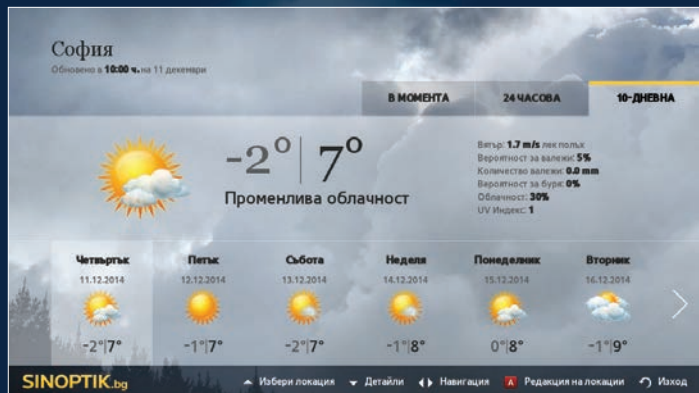 София
Обновено в 10:00 ч. на 11 декември
В МОМЕНТА 24 ЧАСОВА 10-ДНЕВНА
-2° 7°
Променлива облачност
Вятър: 1.7 m/s лек полъх
Вероятност за валежи: 5%
Количество валежи: 0.0 mm
Вероятност за буря: 0%
Облачност: 30%
UV Индекс: 1
Четвъртък Петък Събота Неделя Понеделник Вторник
11.12.2014 12.12.2014 13.12.2014 14.12.2014 15.12.2014 16.12.2014
-2°|7° -1°|7° -2°|7° -1°|8° 0°|8° -1°|9°
SINOPTIK.bg Избери локация Детайли Навигация A Редакция на локации Изход